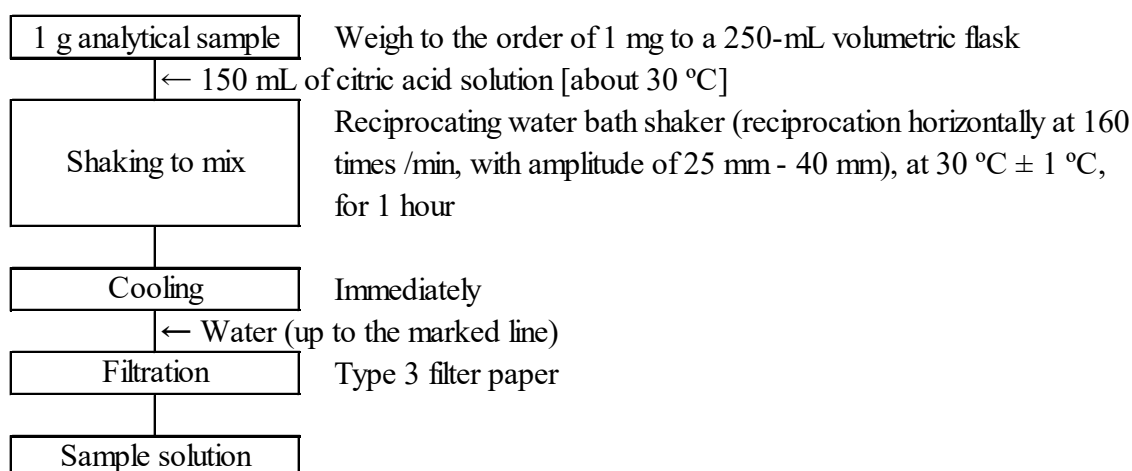 1 g analytical sample Weigh to the order of 1 mg to a 250-mL volumetric flask
← 150 mL of citric acid solution [about 30 ºC]
Shaking to mix
Reciprocating water bath shaker (reciprocation horizontally at 160
times /min, with amplitude of 25 mm - 40 mm), at 30 ºC ± 1 ºC,
for 1 hour
Cooling Immediately
← Water (up to the marked line)
Filtration Type 3 filter paper
Sample solution